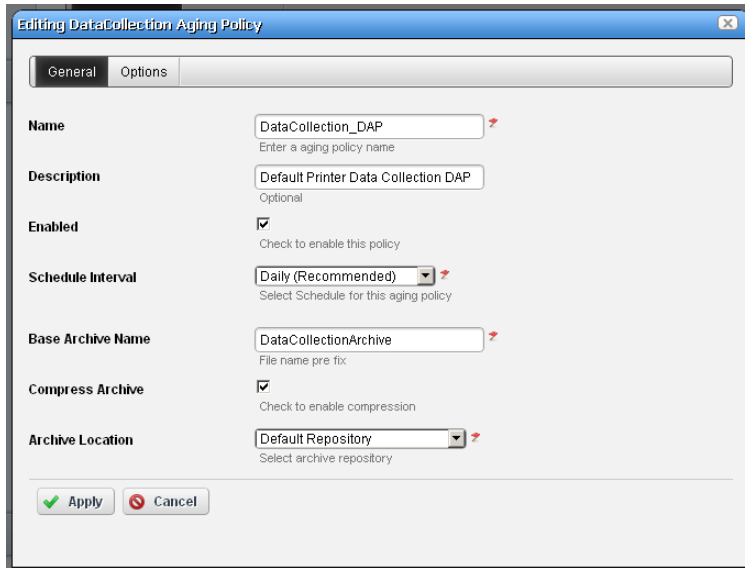 Editing DataCollection Aging Policy
General Options
Name DataCollection_DAP
Enter a aging policy name
Description Default Printer Data Collection DAP
Optional
Enabled
Check to enable this policy
Schedule Interval Daily (Recommended)
Select Schedule for this aging policy
Base Archive Name DataCollectionArchive
File name pre fix
Compress Archive
Check to enable compression
Archive Location Default Repository
Select archive repository
Apply Cancel